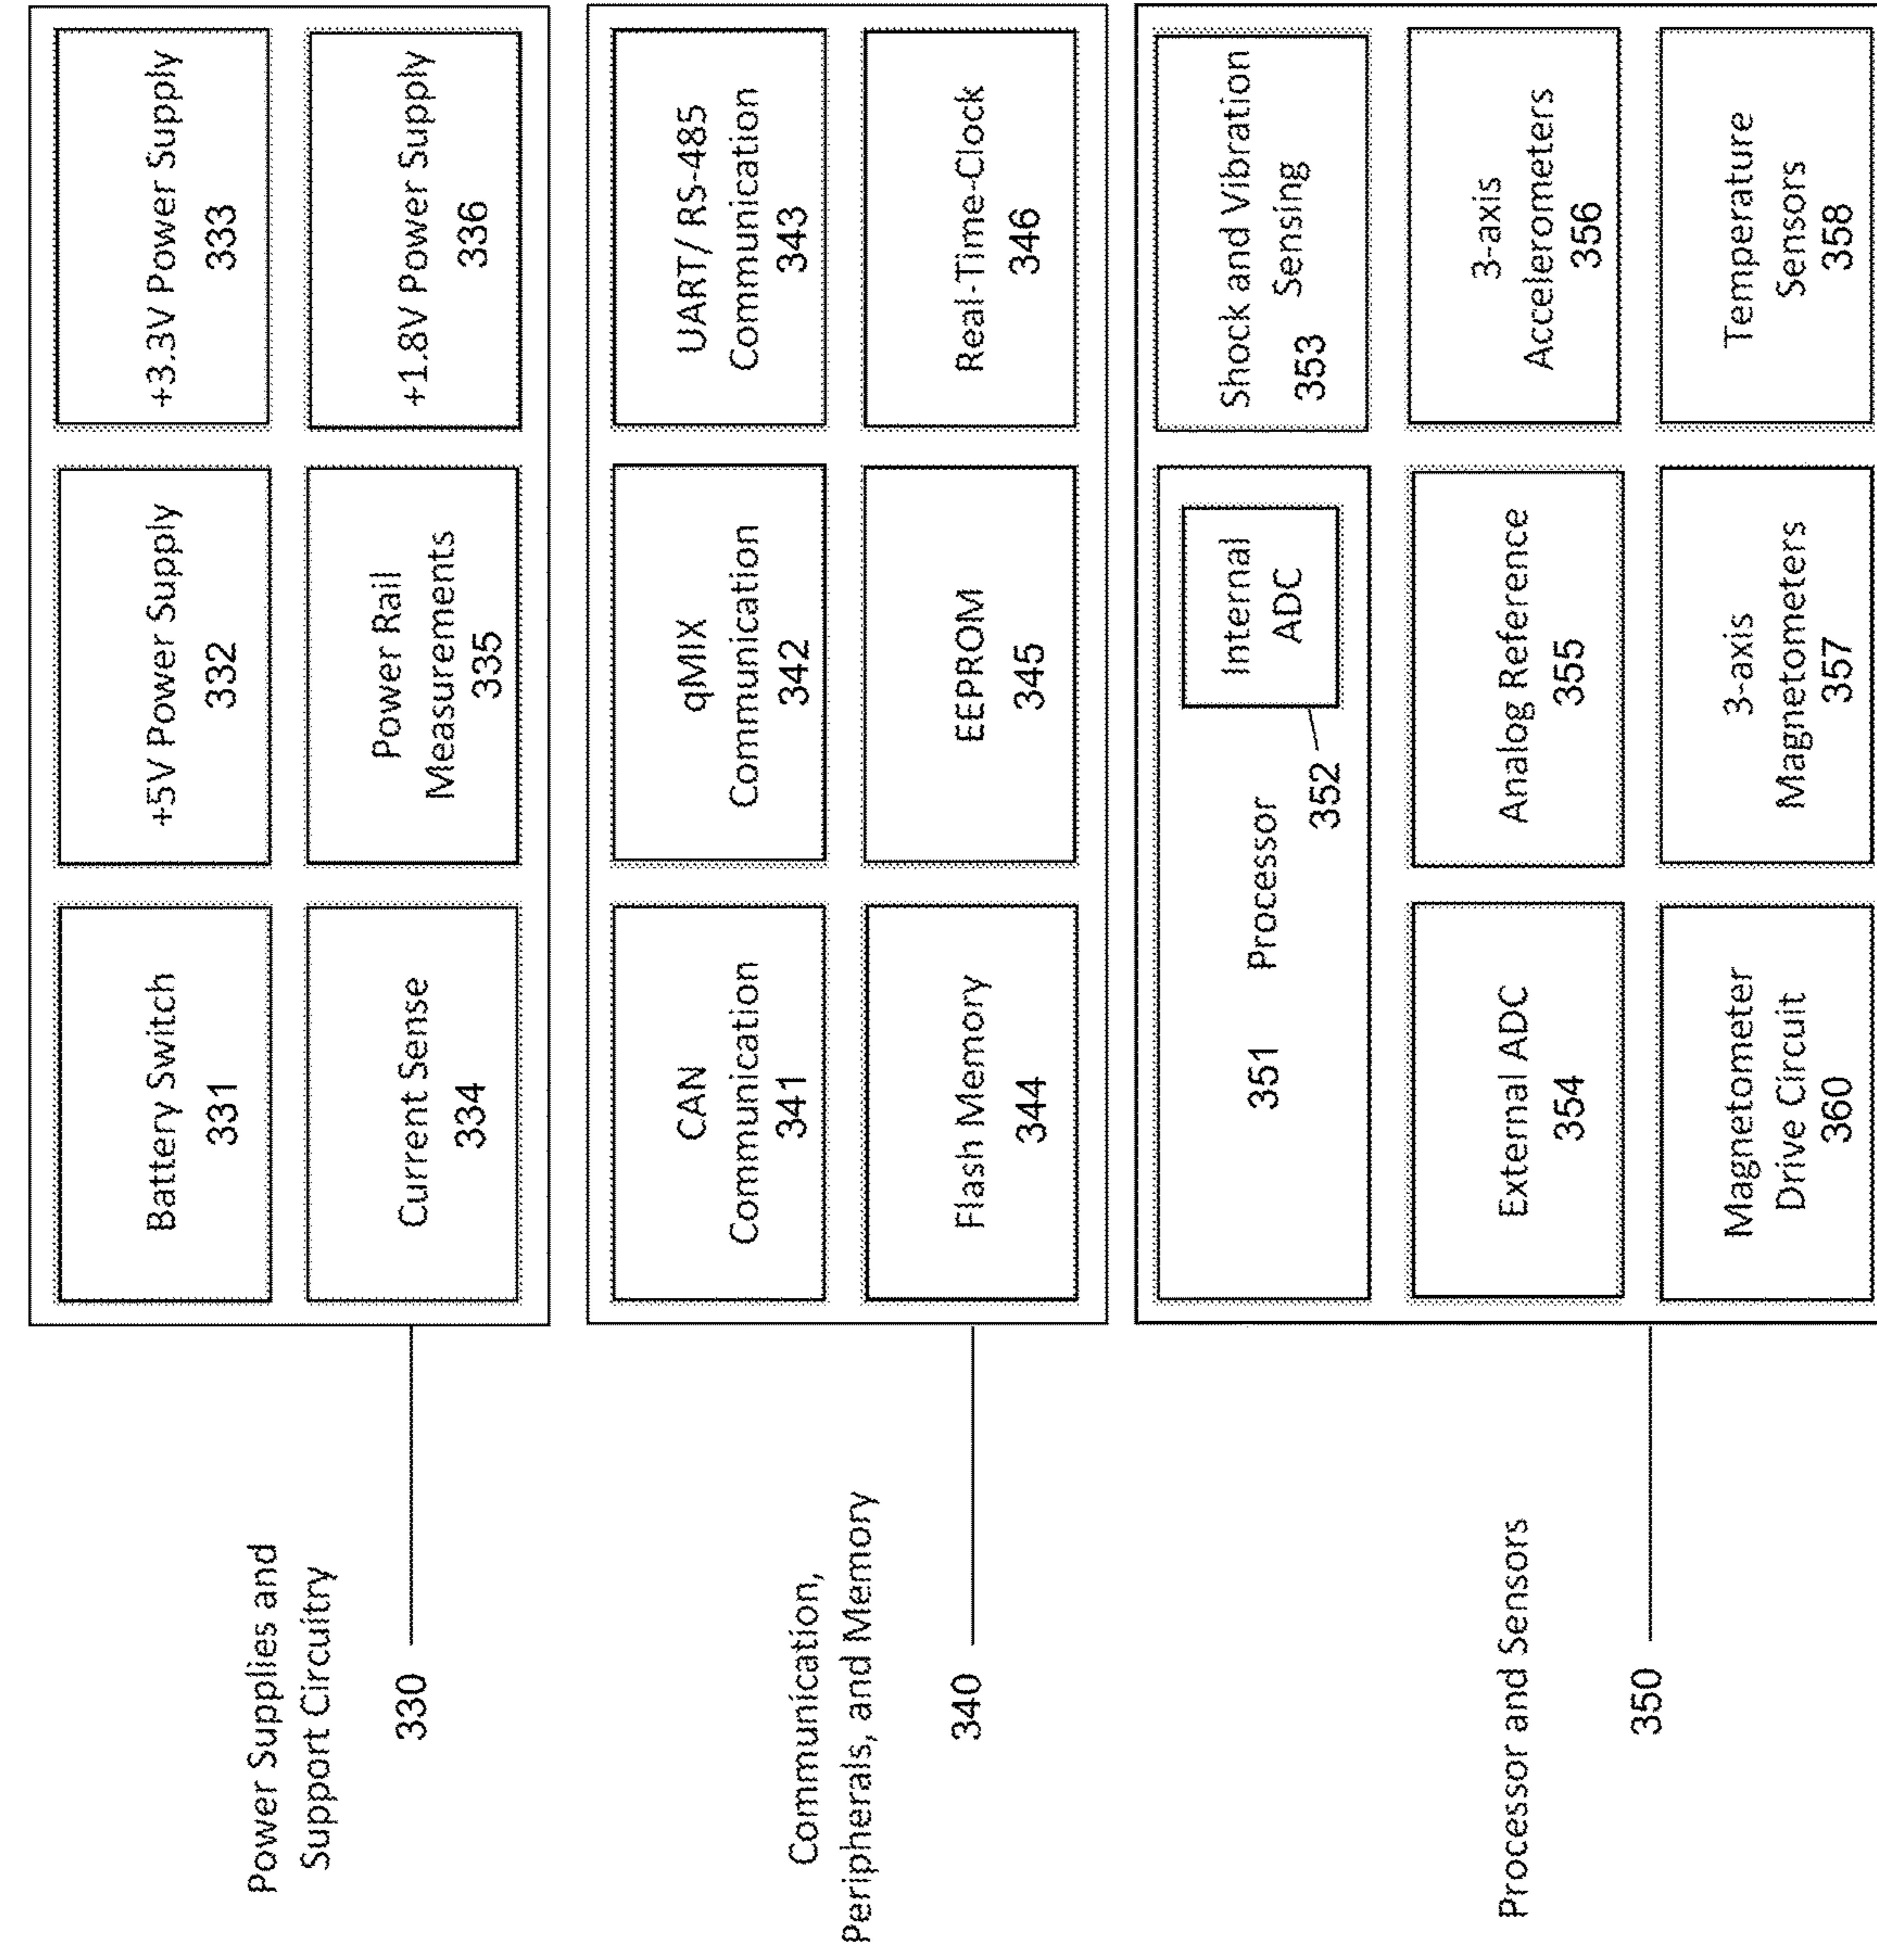 Power Supplies and
Support Circuitry
330
Battery Switch
331
+5V Power Supply
332
+3.3V Power Supply
333
Current Sense
334
Power Rail
Measurements
335
+1.8V Power Supply
336
Communication,
Peripherals, and Memory
340
CAN
Communication
341
qMIX
Communication
342
UART/ RS-485
Communication
343
Flash Memory
344
EEPROM
345
Real-Time-Clock
346
Processor and Sensors
350
351 Processor
Internal
ADC
352
Shock and Vibration
353 Sensing
External ADC
354
Analog Reference
355
3-axis
Accelerometers
356
Magnetometer
Drive Circuit
360
3-axis
Magnetometers
357
Temperature
Sensors
358